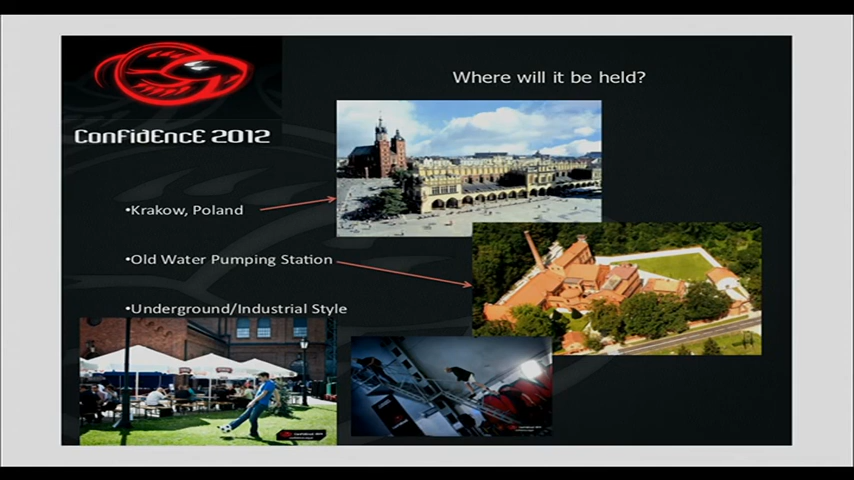 Where will it be held?
ConFidEncE 2012
•Krakow, Poland
•Old Water Pumping Station
•Underground/Industrial Style